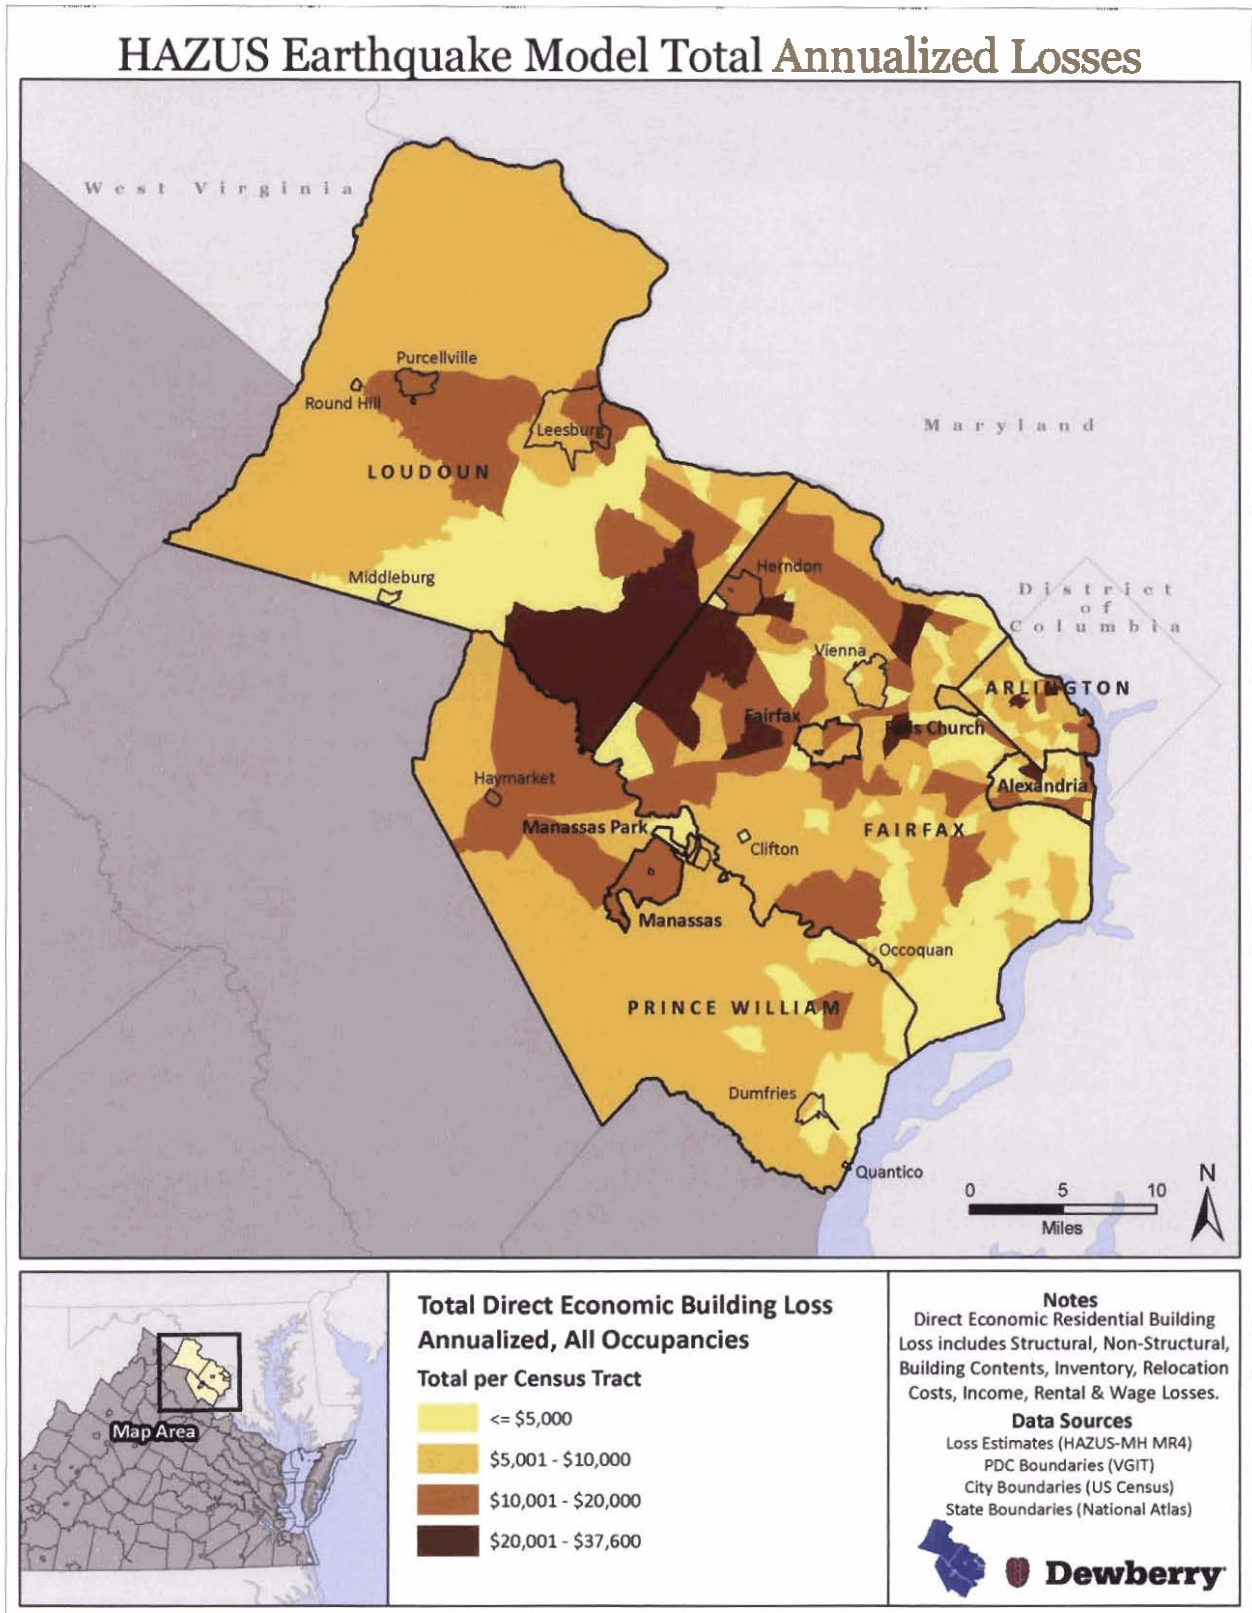 HAZUS Earthquake Model Total Annualized Losses
West Virginia
Purcellville
Round Hill
Leesburg
Maryland
LOUDOUN
Middleburg
Herndon
District
of
Columbia
Vienna
ARLINGTON
Fairfax
Falls Church
Haymarket
Alexandria
Manassas Park
FAIRFAX
Clifton
Manassas
Occoquan
PRINCE WILLIAM
Dumfries
Quantico
N
0 5 10
Miles
Map Area
Total Direct Economic Building Loss
Annualized, All Occupancies
Total per Census Tract
<= $5,000
$5,001 - $10,000
$10,001 - $20,000
$20,001 - $37,600
Notes
Direct Economic Residential Building
Loss includes Structural, Non-Structural,
Building Contents, Inventory, Relocation
Costs, Income, Rental & Wage Losses.
Data Sources
Loss Estimates (HAZUS-MH MR4)
PDC Boundaries (VGIT)
City Boundaries (US Census)
State Boundaries (National Atlas)
Dewberry